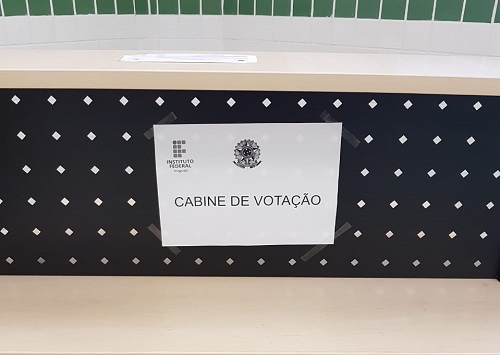 INSTITUTO
FEDERAL
CABINE DE VOTAÇÃO